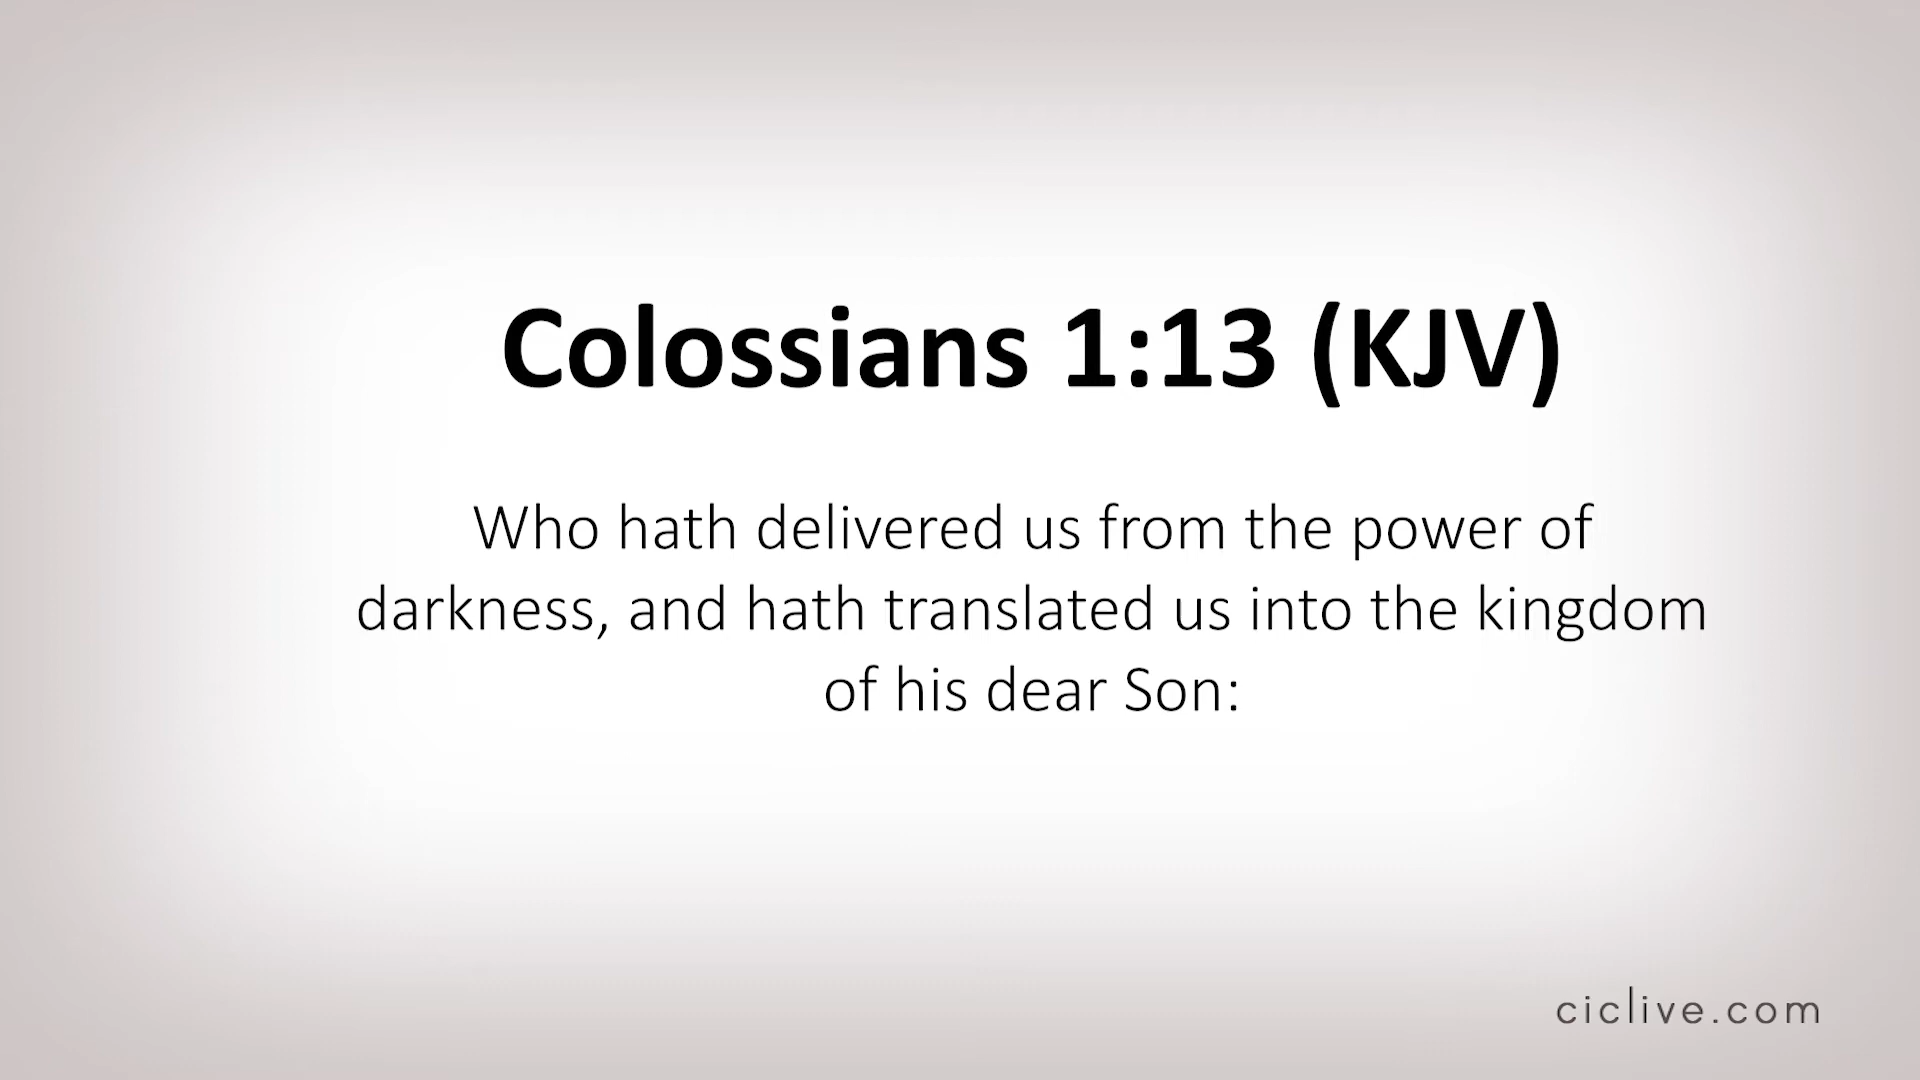 Colossians 1:13 (KJV)
Who hath delivered us from the power of
darkness, and hath translated us into the kingdom
of his dear Son:
ciclive.com